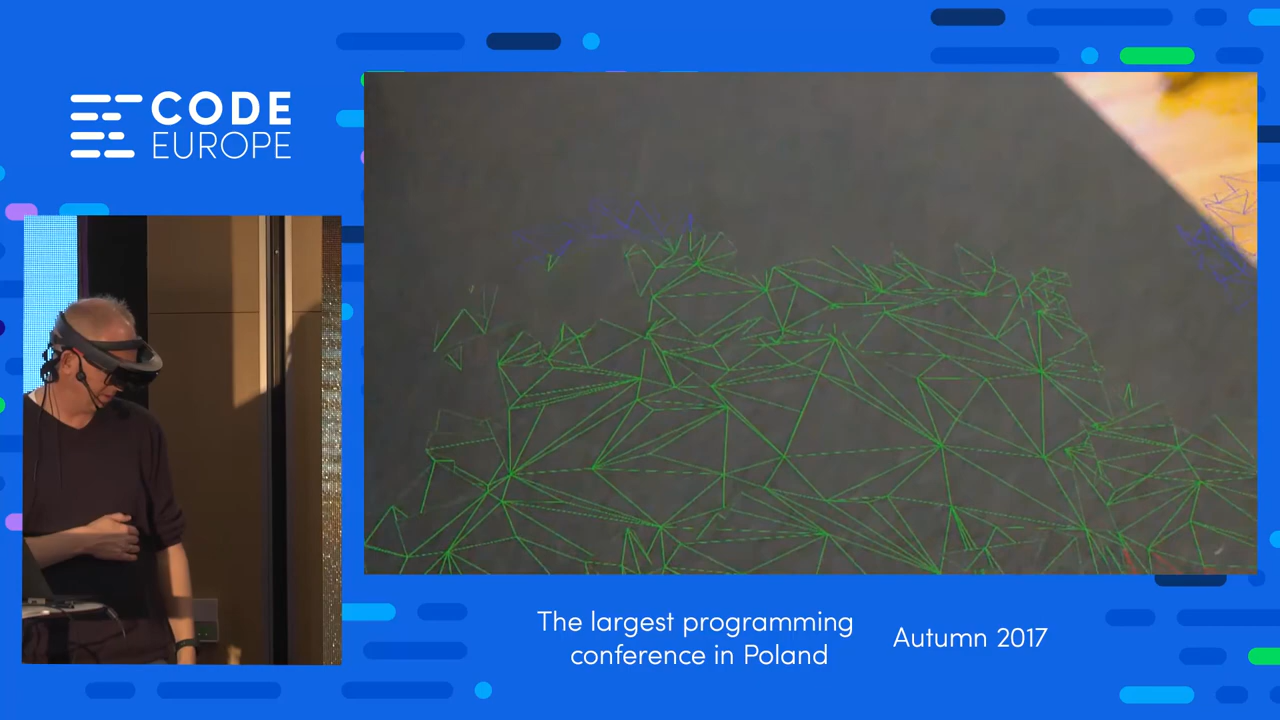 CODE
EUROPE
The largest programming
conference in Poland
Autumn 2017